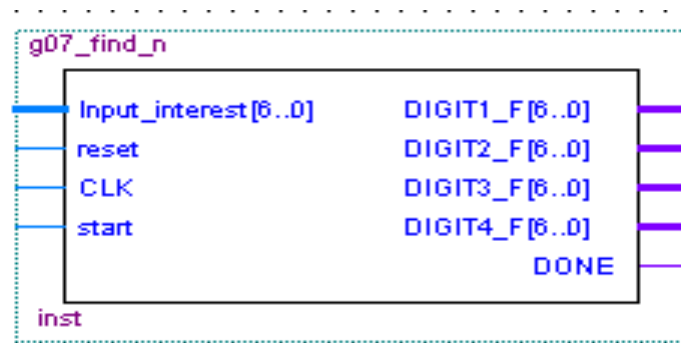 g07_find_n
Input_interest[6..0] DIGIT1_F[6..0]
reset DIGIT2_F[6..0]
CLK DIGIT3_F[6..0]
start DIGIT4_F[6..0]
DONE
inst